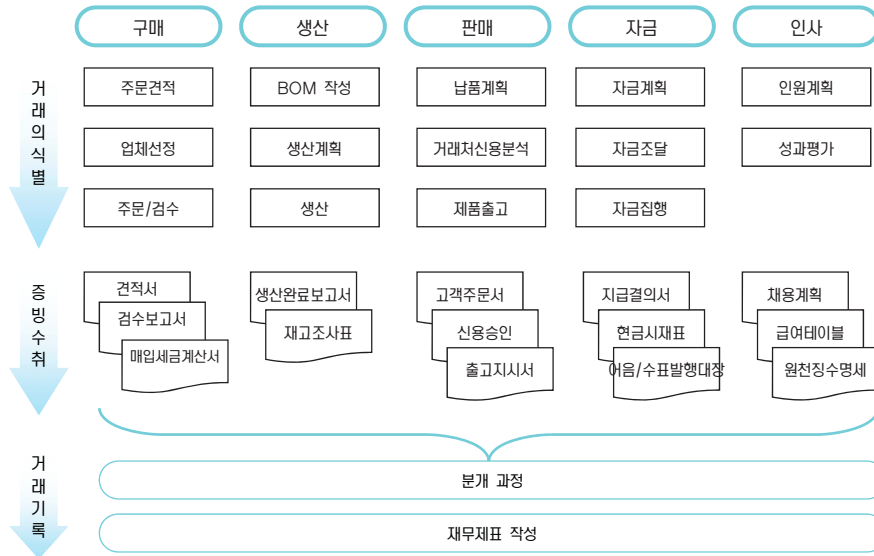 구매
생산
판매
자금
인사
거래의식별
주문견적
BOM 작성
납품계획
자금계획
인원계획
업체선정
생산계획
거래처신용분석
자금조달
성과평가
주문/검수
생산
제품출고
자금집행
증빙수취
견적서
검수보고서
매입세금계산서
생산완료보고서
재고조사표
고객주문서
신용승인
출고지시서
지급결의서
현금시재표
어음/수표발행대장
채용계획
급여테이블
원천징수명세
거래기록
분개 과정
재무제표 작성